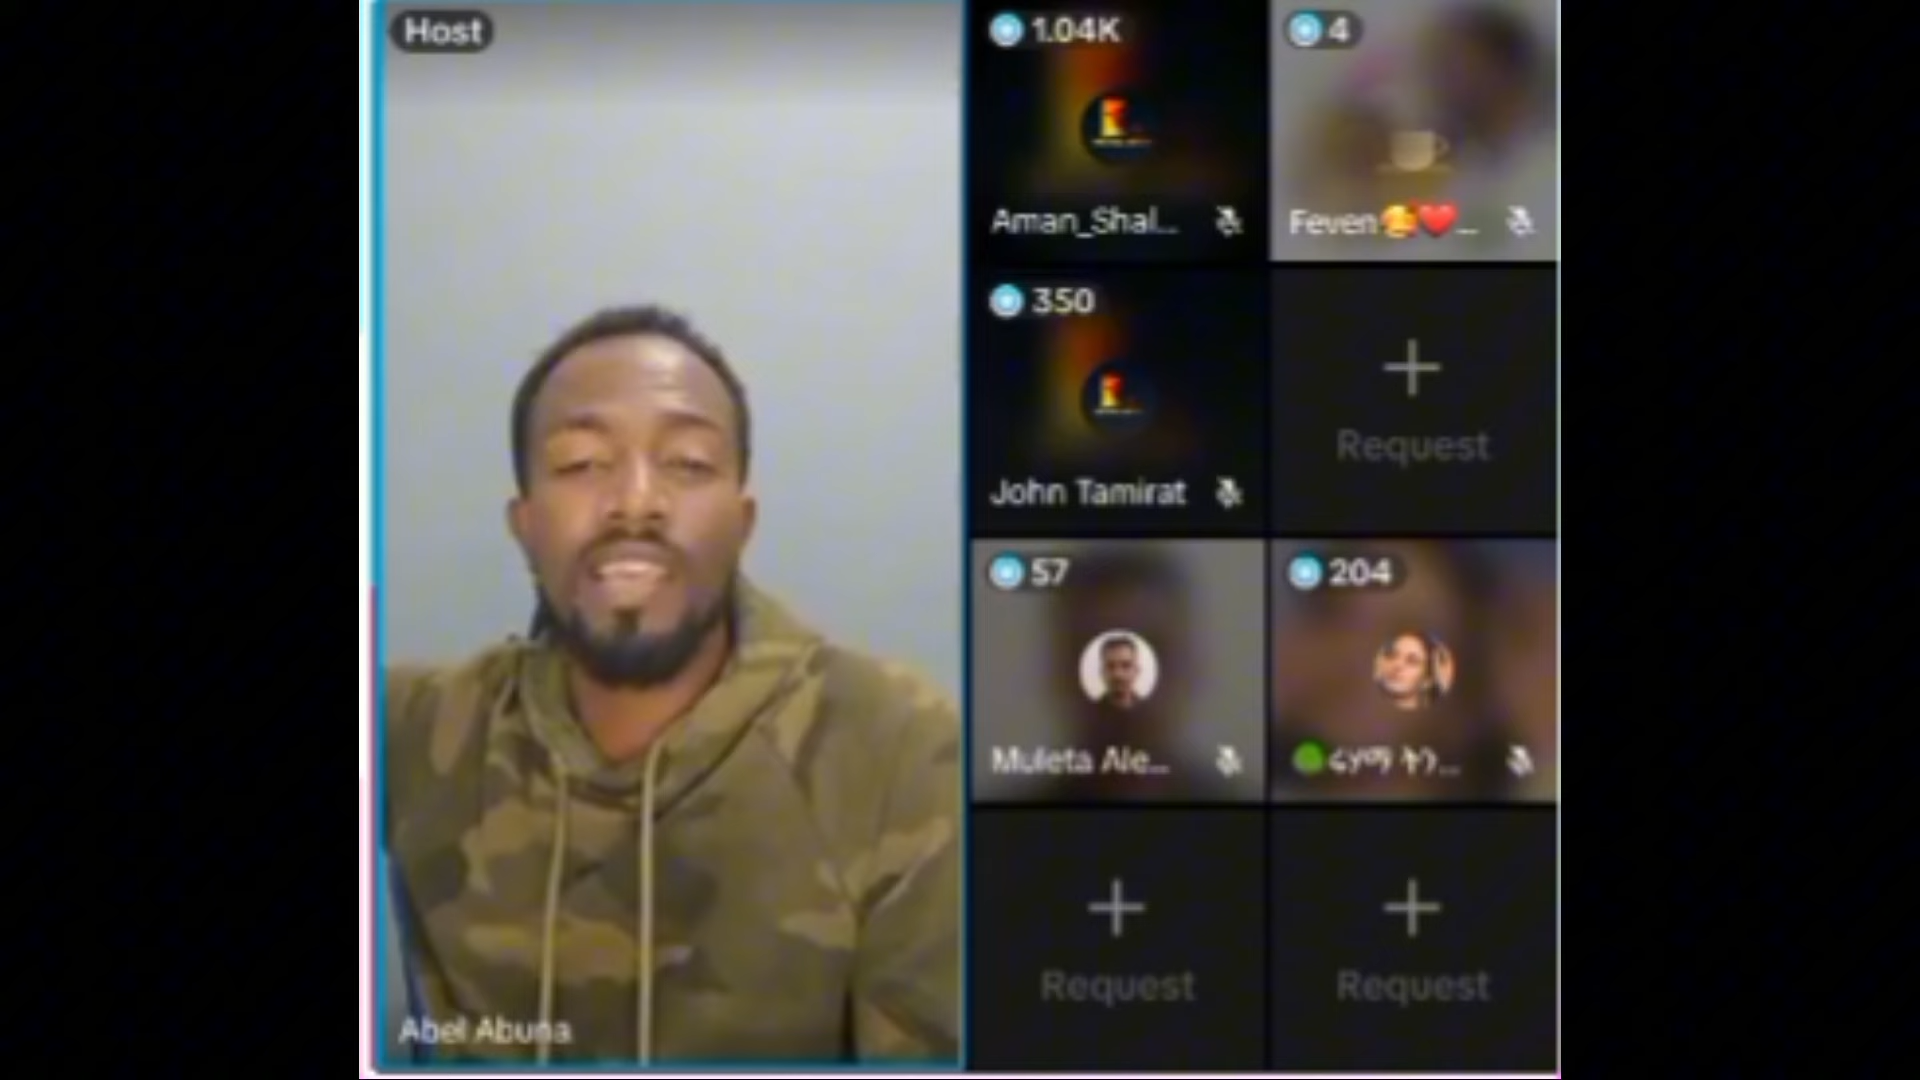 Host
Abel Abuna
1.04K
Aman_Shal...
4
Feven🥰❤️...
350
John Tamirat
Request
57
Muleta Ale...
204
Request
Request